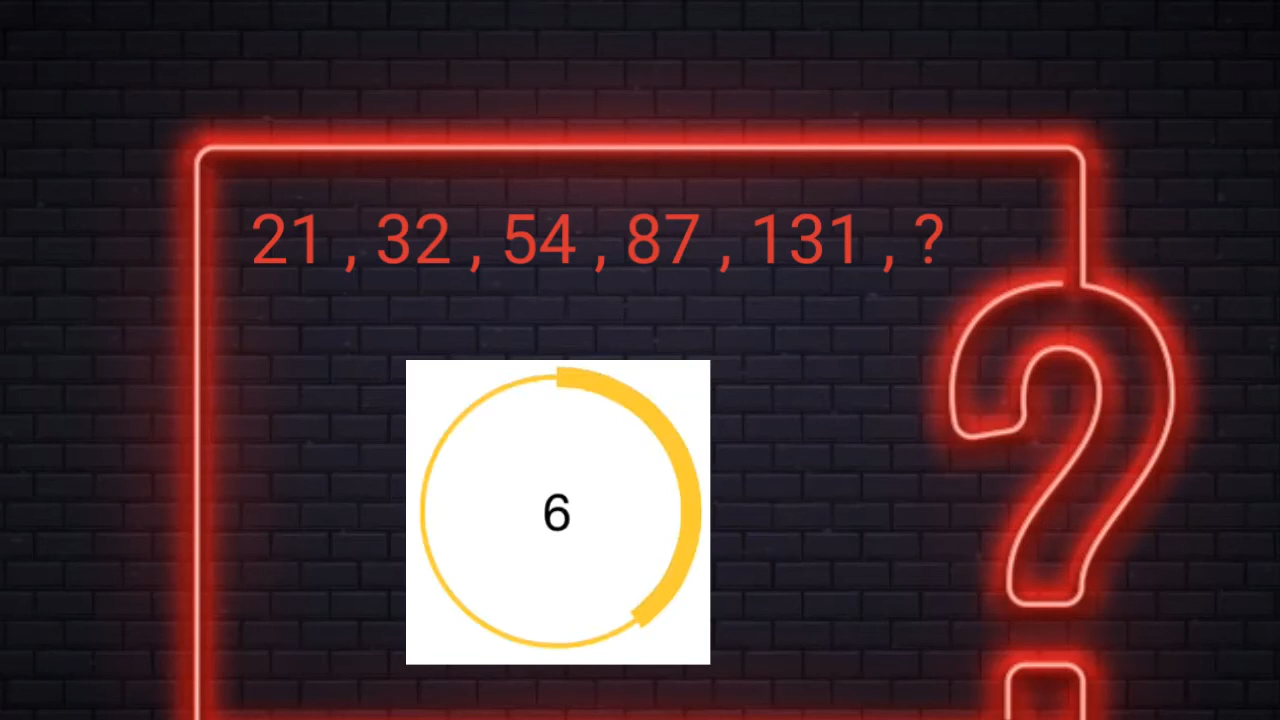 21 , 32 , 54 , 87 , 131 , ?
6